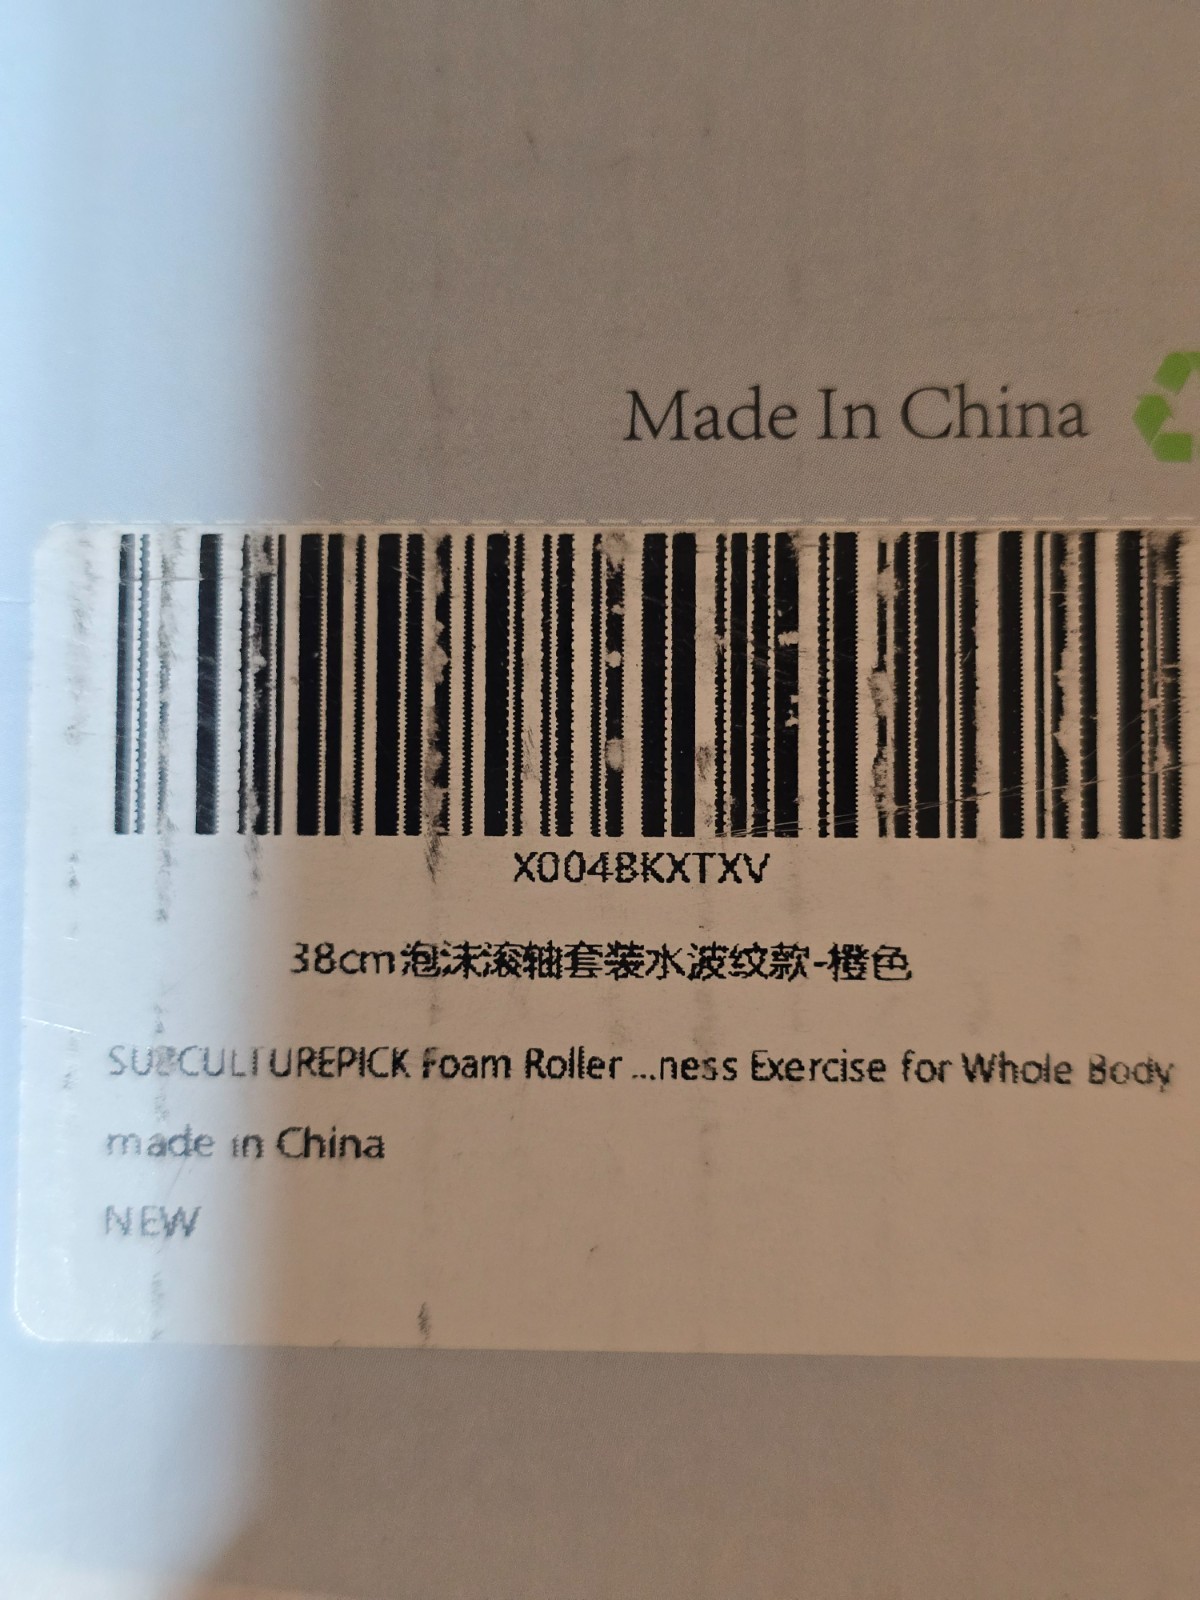 Made In China
X004BKXTXV
38cm泡沫滚轴套装水波纹款-橙色
SUBCULTUREPICK Foam Roller ...ness Exercise for Whole Body
made in China
NEW